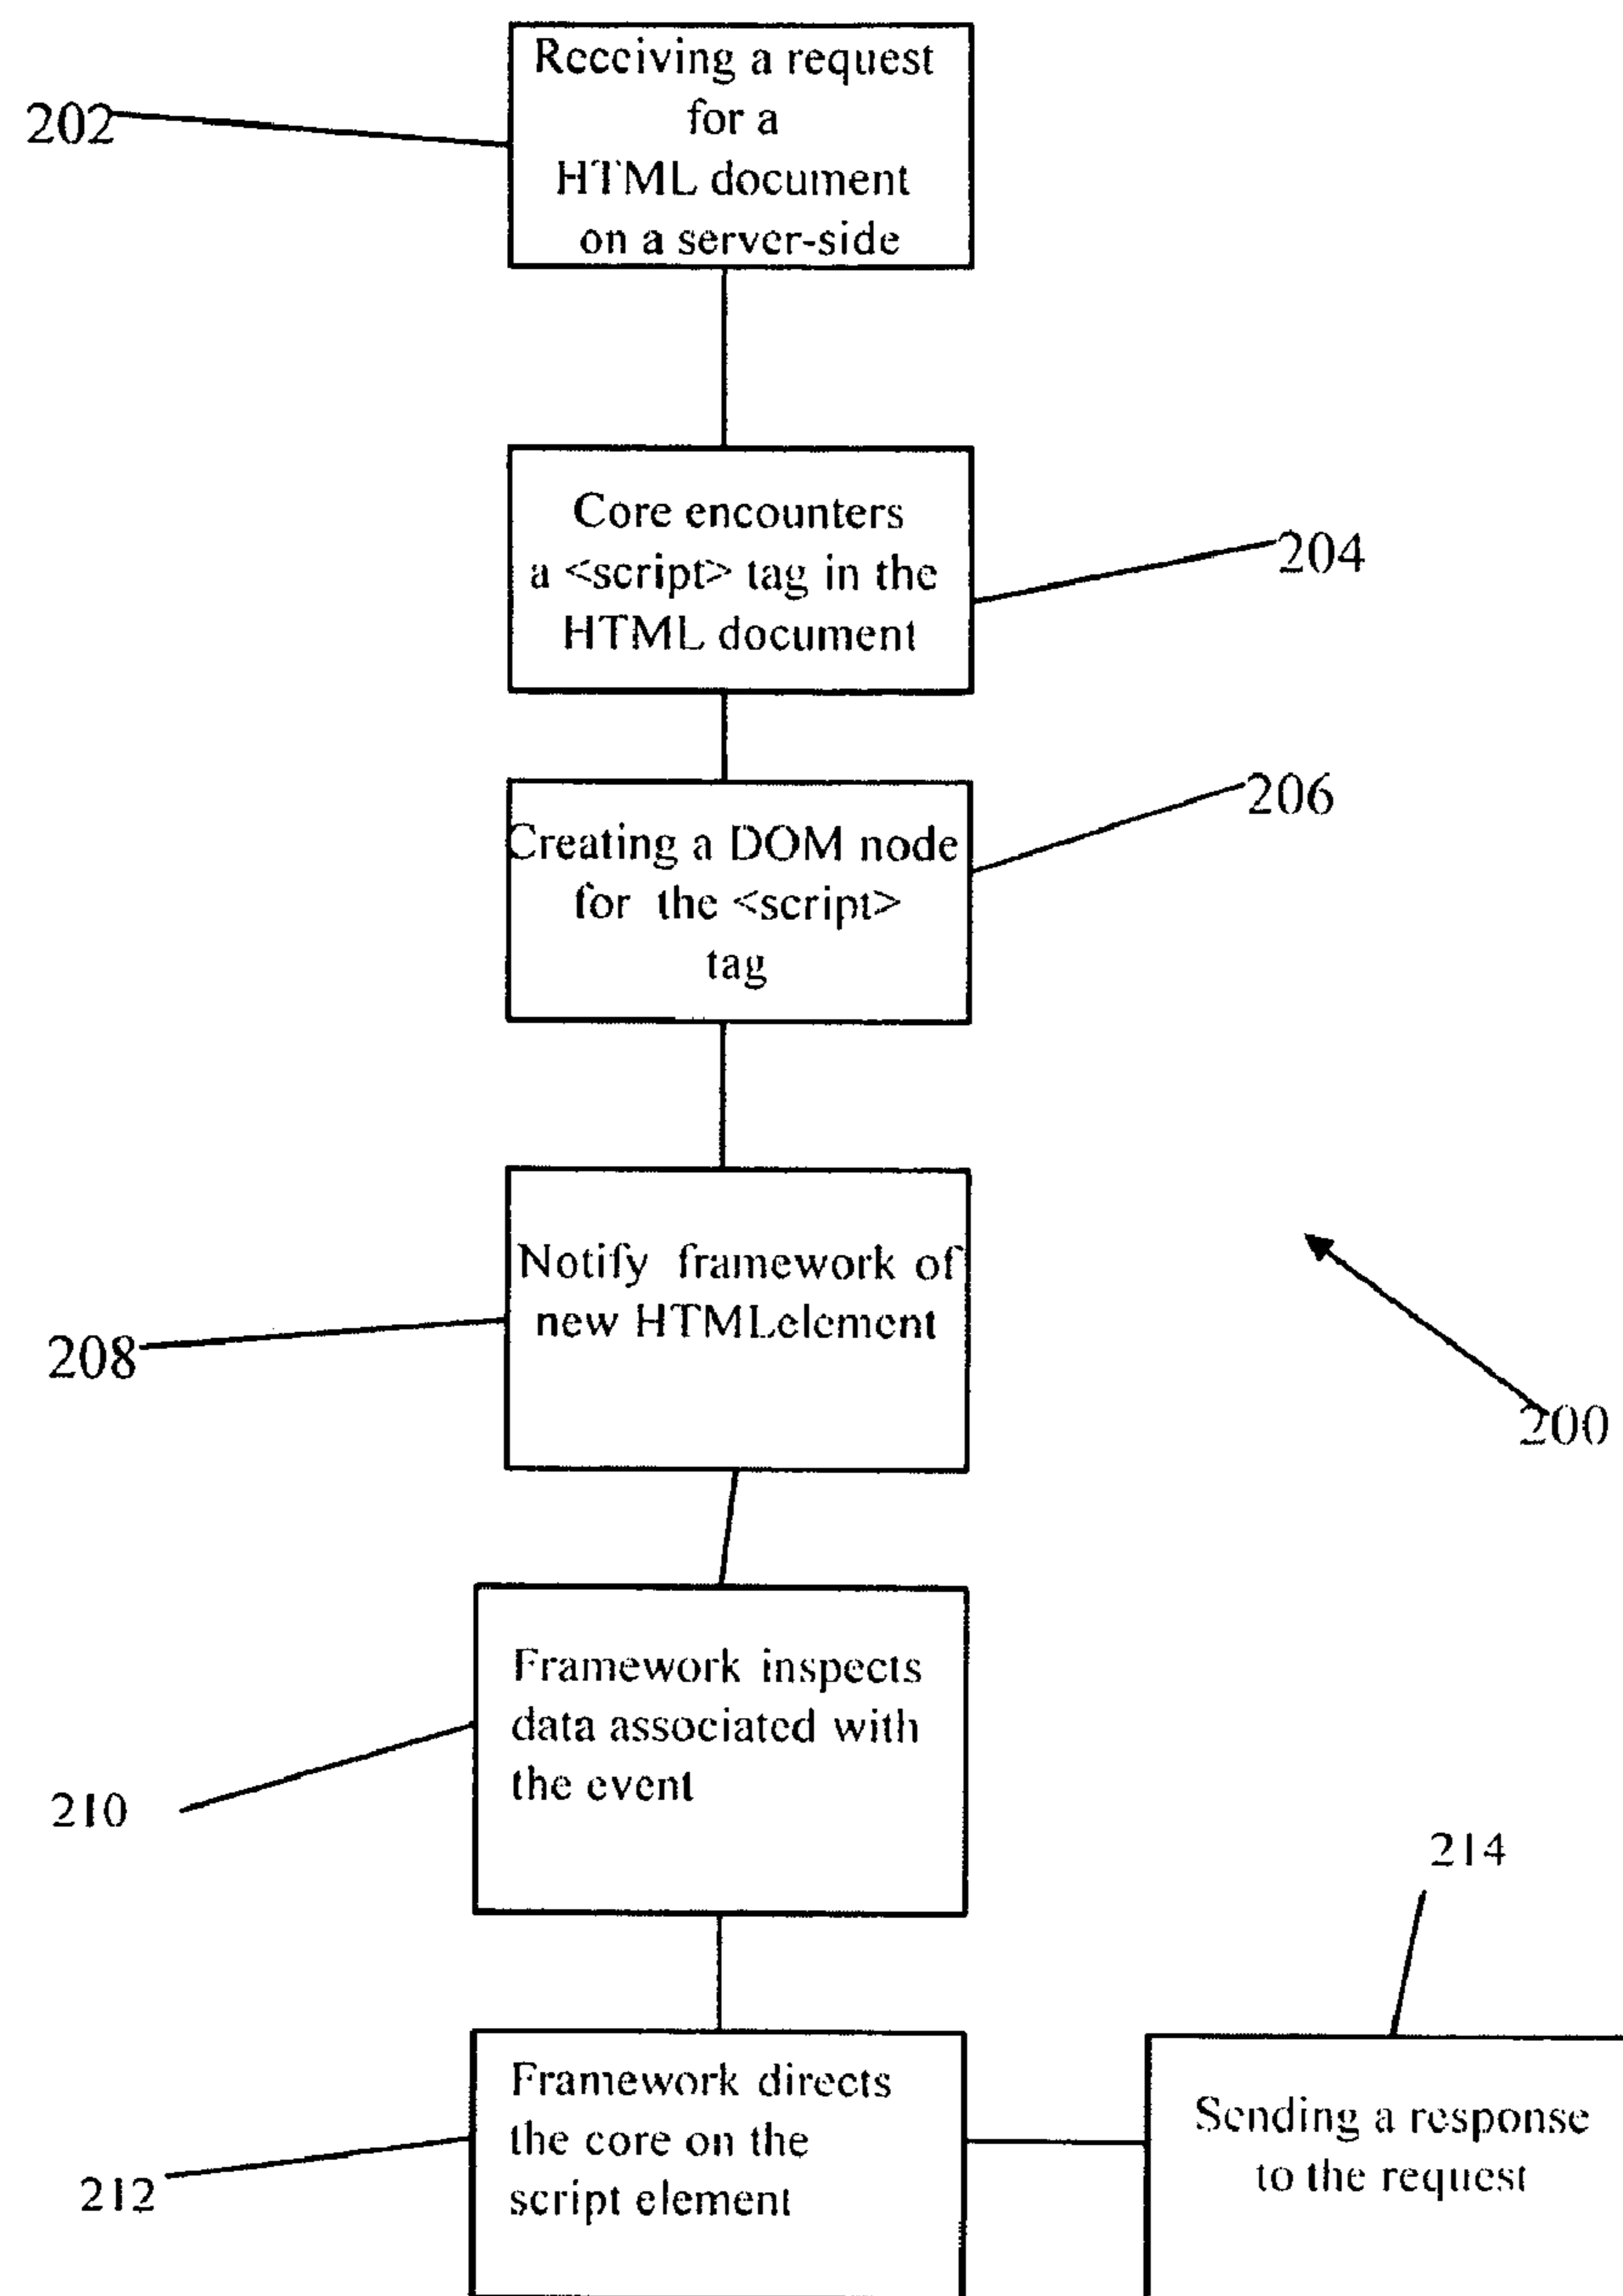 Receiving a request
for a
HTML document
on a server-side
202
Core encounters
a <script> tag in the
HTML document
204
Creating a DOM node
for the <script>
tag
206
Notify framework of
new HTMLelement
208
200
Framework inspects
data associated with
the event
210
214
Framework directs
the core on the
script element
212
Sending a response
to the request